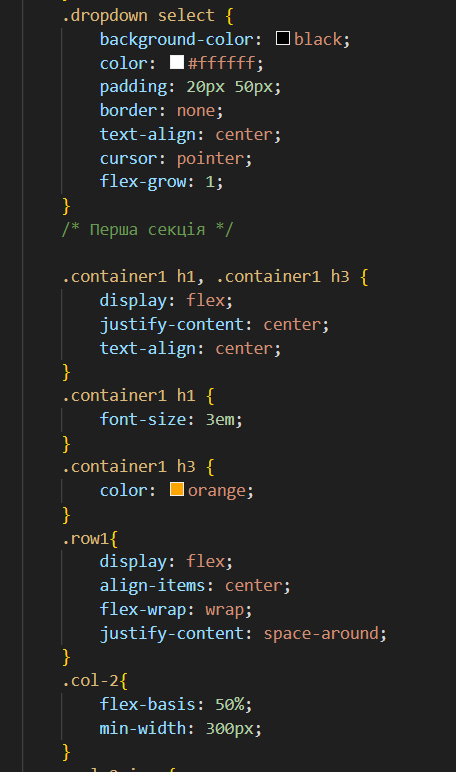 .dropdown select {
background-color: black;
color: #ffffff;
padding: 20px 50px;
border: none;
text-align: center;
cursor: pointer;
flex-grow: 1;
}
/* Перша секція */
.container1 h1, .container1 h3 {
display: flex;
justify-content: center;
text-align: center;
}
.container1 h1 {
font-size: 3em;
}
.container1 h3 {
color: orange;
}
.row1{
display: flex;
align-items: center;
flex-wrap: wrap;
justify-content: space-around;
}
.col-2{
flex-basis: 50%;
min-width: 300px;
}